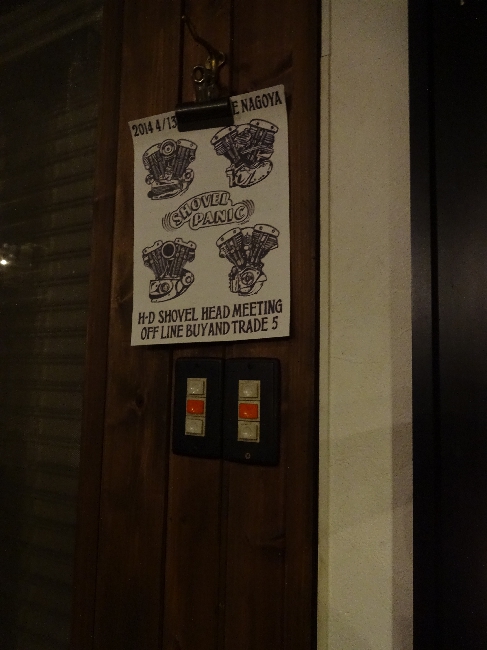 2014 4/13 E NAGOYA
SHOVEL
PANIC
H-D SHOVEL HEAD MEETING
OFF LINE BUY AND TRADE 5